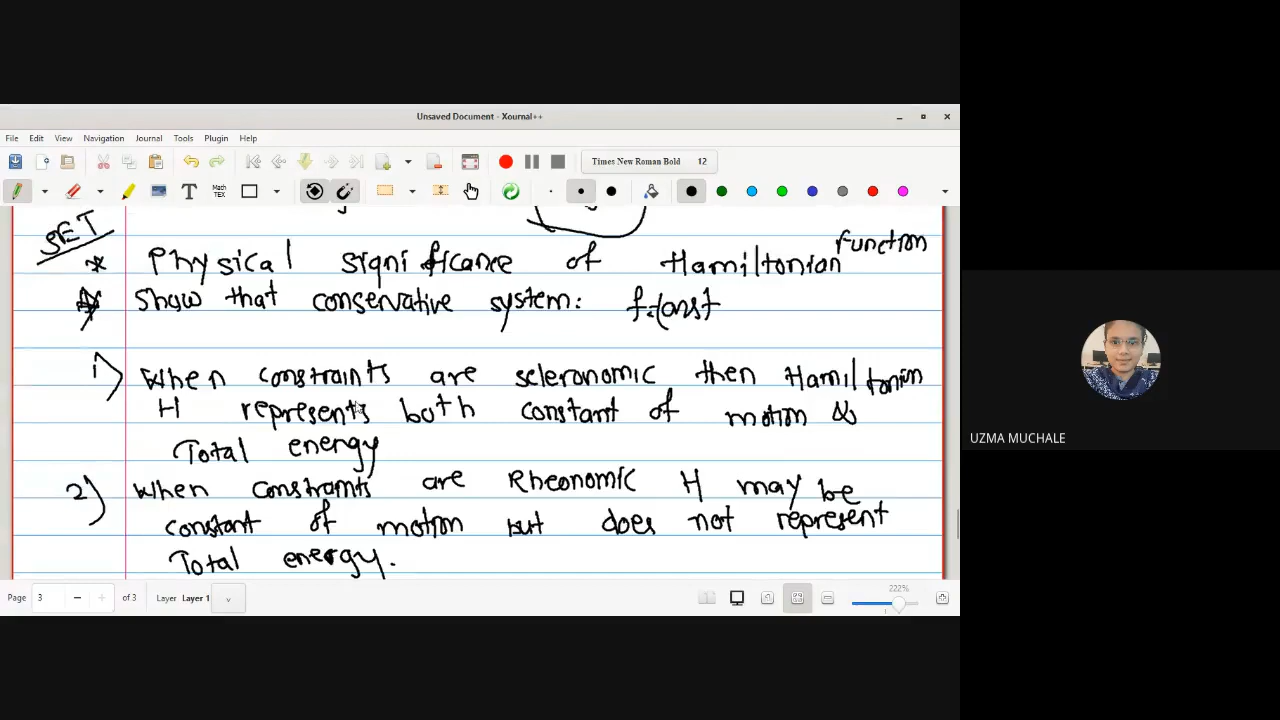 Unsaved Document - Xournal++
File Edit View Navigation Journal Tools Plugin Help
Times New Roman Bold 12
SET
* Physical significance of Hamiltonian function
* Show that conservative system:
1) When constraints are scleronomic then Hamiltonian
H represents both constant of motion &
Total energy
2) When constraints are Rheonomic H may be
constant of motion but does not represent
Total energy.
Page 3 of 3 Layer Layer 1 222%
UZMA MUCHALE